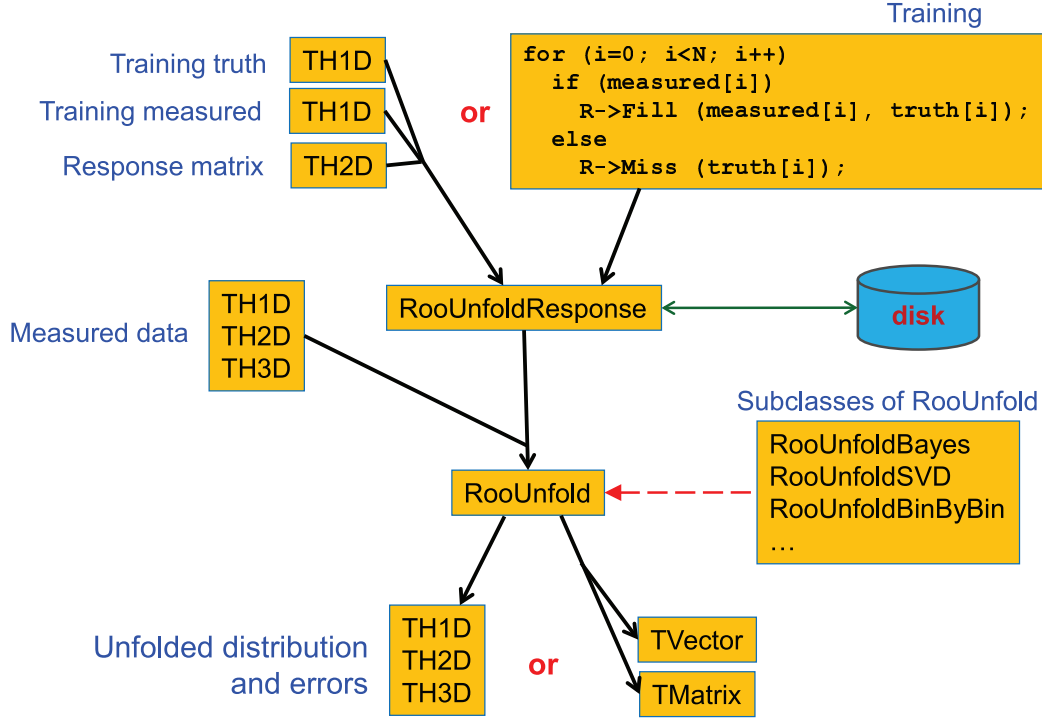 Training
Training truth
TH1D
Training measured
TH1D
Response matrix
TH2D
or
for (i=0; i<N; i++)
if (measured[i])
R->Fill (measured[i], truth[i]);
else
R->Miss (truth[i]);
RooUnfoldResponse
disk
Measured data
TH1D
TH2D
TH3D
Subclasses of RooUnfold
RooUnfoldBayes
RooUnfoldSVD
RooUnfoldBinByBin
…
RooUnfold
Unfolded distribution
and errors
TH1D
TH2D
TH3D
or
TVector
TMatrix